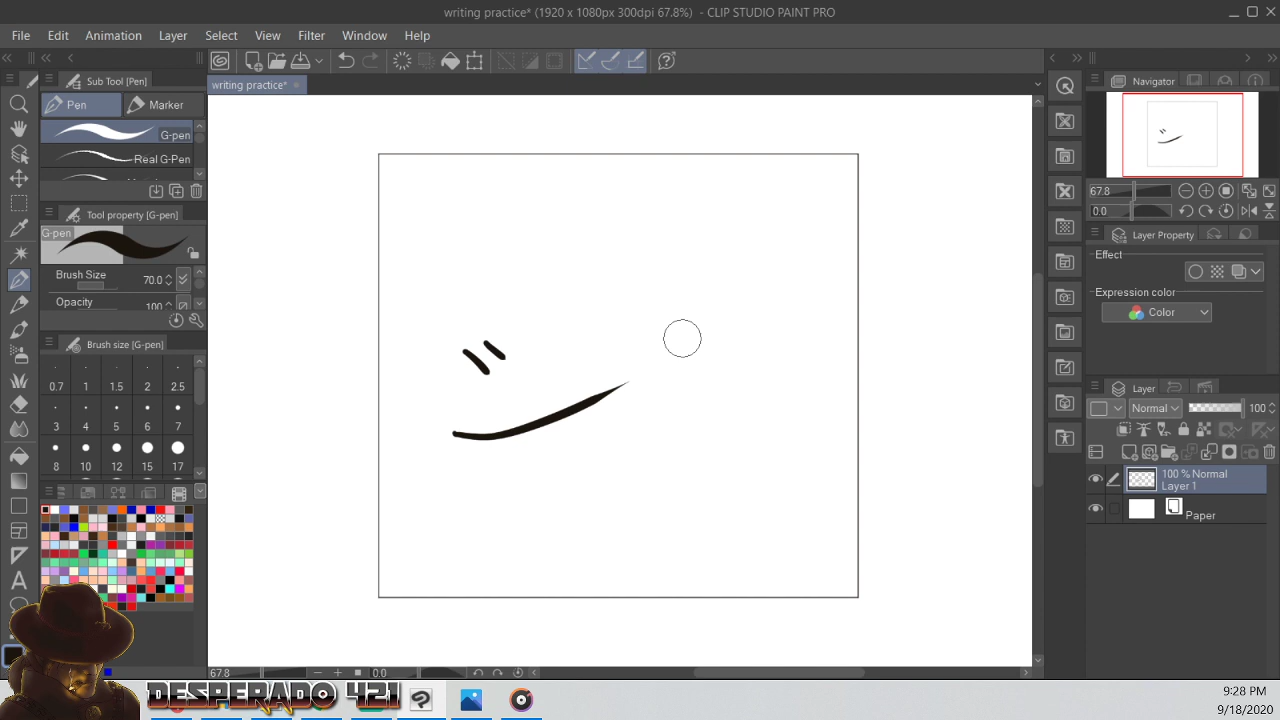 writing practice* (1920 x 1080px 300dpi 67.8%) - CLIP STUDIO PAINT PRO
File Edit Animation Layer Select View Filter Window Help
Sub Tool [Pen]
Pen
Marker
G-pen
Real G-Pen
Tool property [G-pen]
G-pen
Brush Size 70.0
Opacity 100
Brush size [G-pen]
0.7 1 1.5 2 2.5
3 4 5 6 7
8 10 12 15 17
writing practice*
67.8 0.0
Navigator
67.8
0.0
Layer Property
Effect
Expression color
Color
Layer
Normal 100
100 % Normal
Layer 1
Paper
DESPERADO 421
9:28 PM
9/18/2020